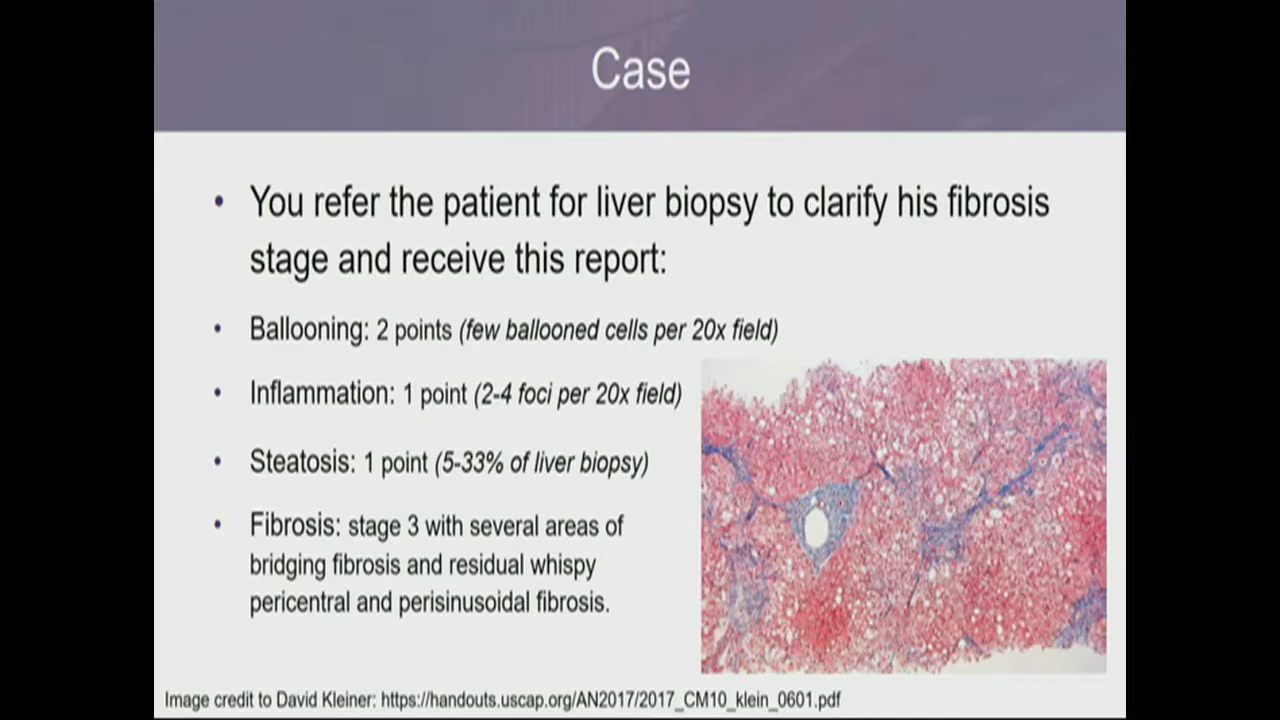 Case
• You refer the patient for liver biopsy to clarify his fibrosis
stage and receive this report:
• Ballooning: 2 points (few ballooned cells per 20x field)
• Inflammation: 1 point (2-4 foci per 20x field)
• Steatosis: 1 point (5-33% of liver biopsy)
• Fibrosis: stage 3 with several areas of
bridging fibrosis and residual whispy
pericentral and perisinusoidal fibrosis.
Image credit to David Kleiner: https://handouts.uscap.org/AN2017/2017_CM10_klein_0601.pdf